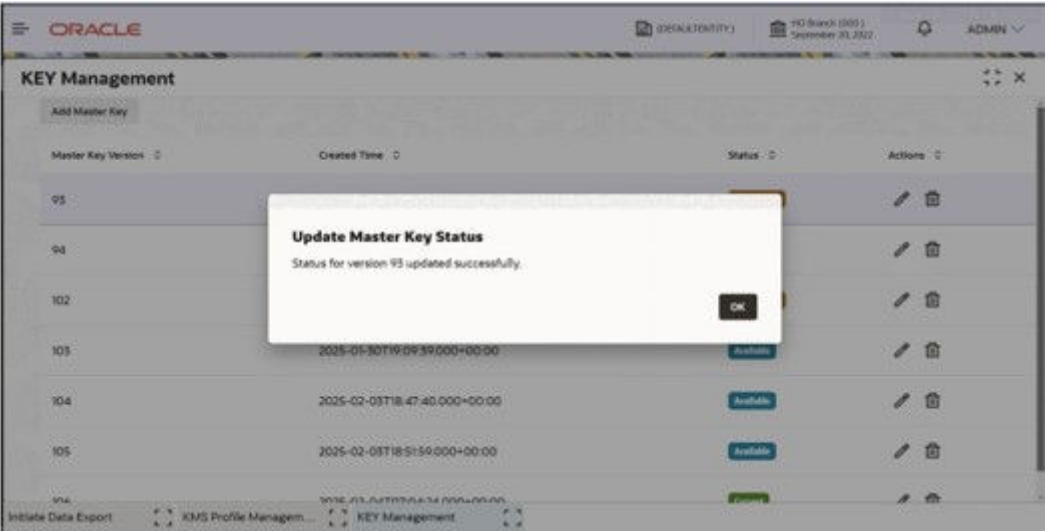 ORACLE
(DEFAULTENTITY)
HO Branch (000)
September 20, 2022
ADMIN
KEY Management
Add Master Key
Master Key Version
Created Time
Status
Actions
93
94
102
Update Master Key Status
Status for version 93 updated successfully.
OK
103
2025-01-30T19:09:39.000+00:00
Available
104
2025-02-03T18:47:40.000+00:00
Available
105
2025-02-03T18:51:59.000+00:00
Available
Initiate Data Export
KMS Profile Managem...
KEY Management